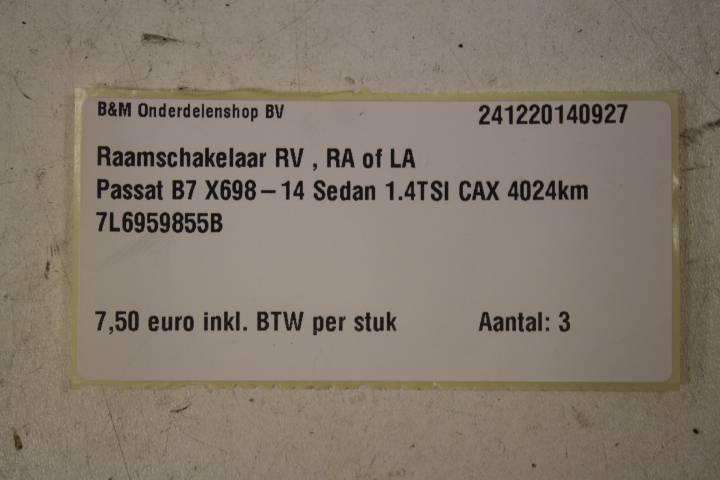 B&M Onderdelenshop BV 241220140927
Raamschakelaar RV , RA of LA
Passat B7 X698-14 Sedan 1.4TSI CAX 4024km
7L6959855B
7,50 euro inkl. BTW per stuk Aantal: 3